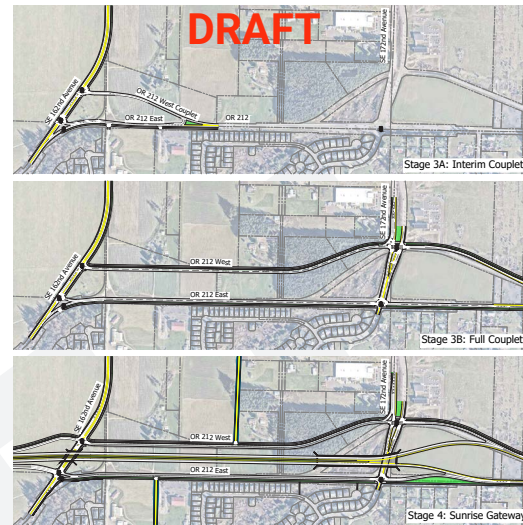 DRAFT
SE 162nd Avenue
SE 172nd Avenue
OR 212 West Couplet
OR 212 East
OR 212
Stage 3A: Interim Couplet
SE 162nd Avenue
SE 172nd Avenue
OR 212 West
OR 212 East
Stage 3B: Full Couplet
SE 162nd Avenue
SE 172nd Avenue
OR 212 West
OR 212 East
Stage 4: Sunrise Gateway